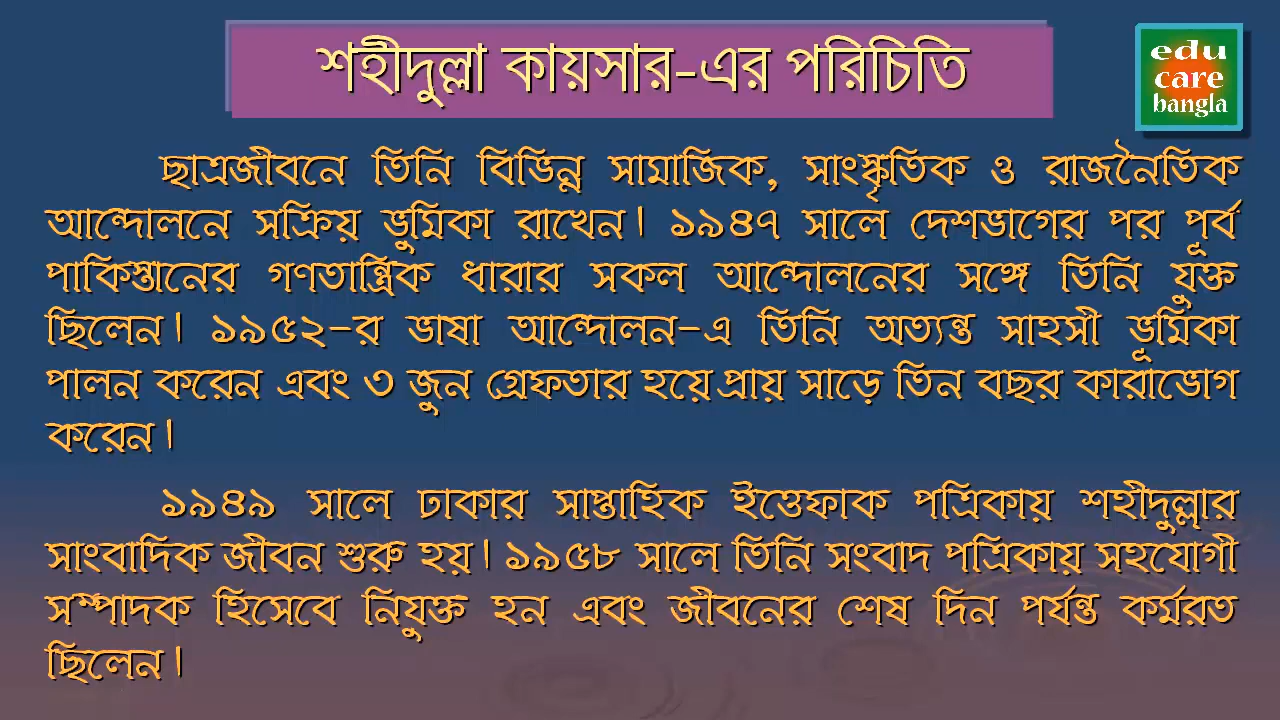 শহীদুল্লা কায়সার-এর পরিচিতি
edu
care
bangla
ছাত্রজীবনে তিনি বিভিন্ন সামাজিক, সাংস্কৃতিক ও রাজনৈতিক
আন্দোলনে সক্রিয় ভুমিকা রাখেন। ১৯৪৭ সালে দেশভাগের পর পূর্ব
পাকিস্তানের গণতান্ত্রিক ধারার সকল আন্দোলনের সঙ্গে তিনি যুক্ত
ছিলেন। ১৯৫২-র ভাষা আন্দোলন-এ তিনি অত্যন্ত সাহসী ভূমিকা
পালন করেন এবং ৩ জুন গ্রেফতার হয়ে প্রায় সাড়ে তিন বছর কারাভোগ
করেন।
১৯৪৯ সালে ঢাকার সাপ্তাহিক ইত্তেফাক পত্রিকায় শহীদুল্লার
সাংবাদিক জীবন শুরু হয়। ১৯৫৮ সালে তিনি সংবাদ পত্রিকায় সহযোগী
সম্পাদক হিসেবে নিযুক্ত হন এবং জীবনের শেষ দিন পর্যন্ত কর্মরত
ছিলেন।